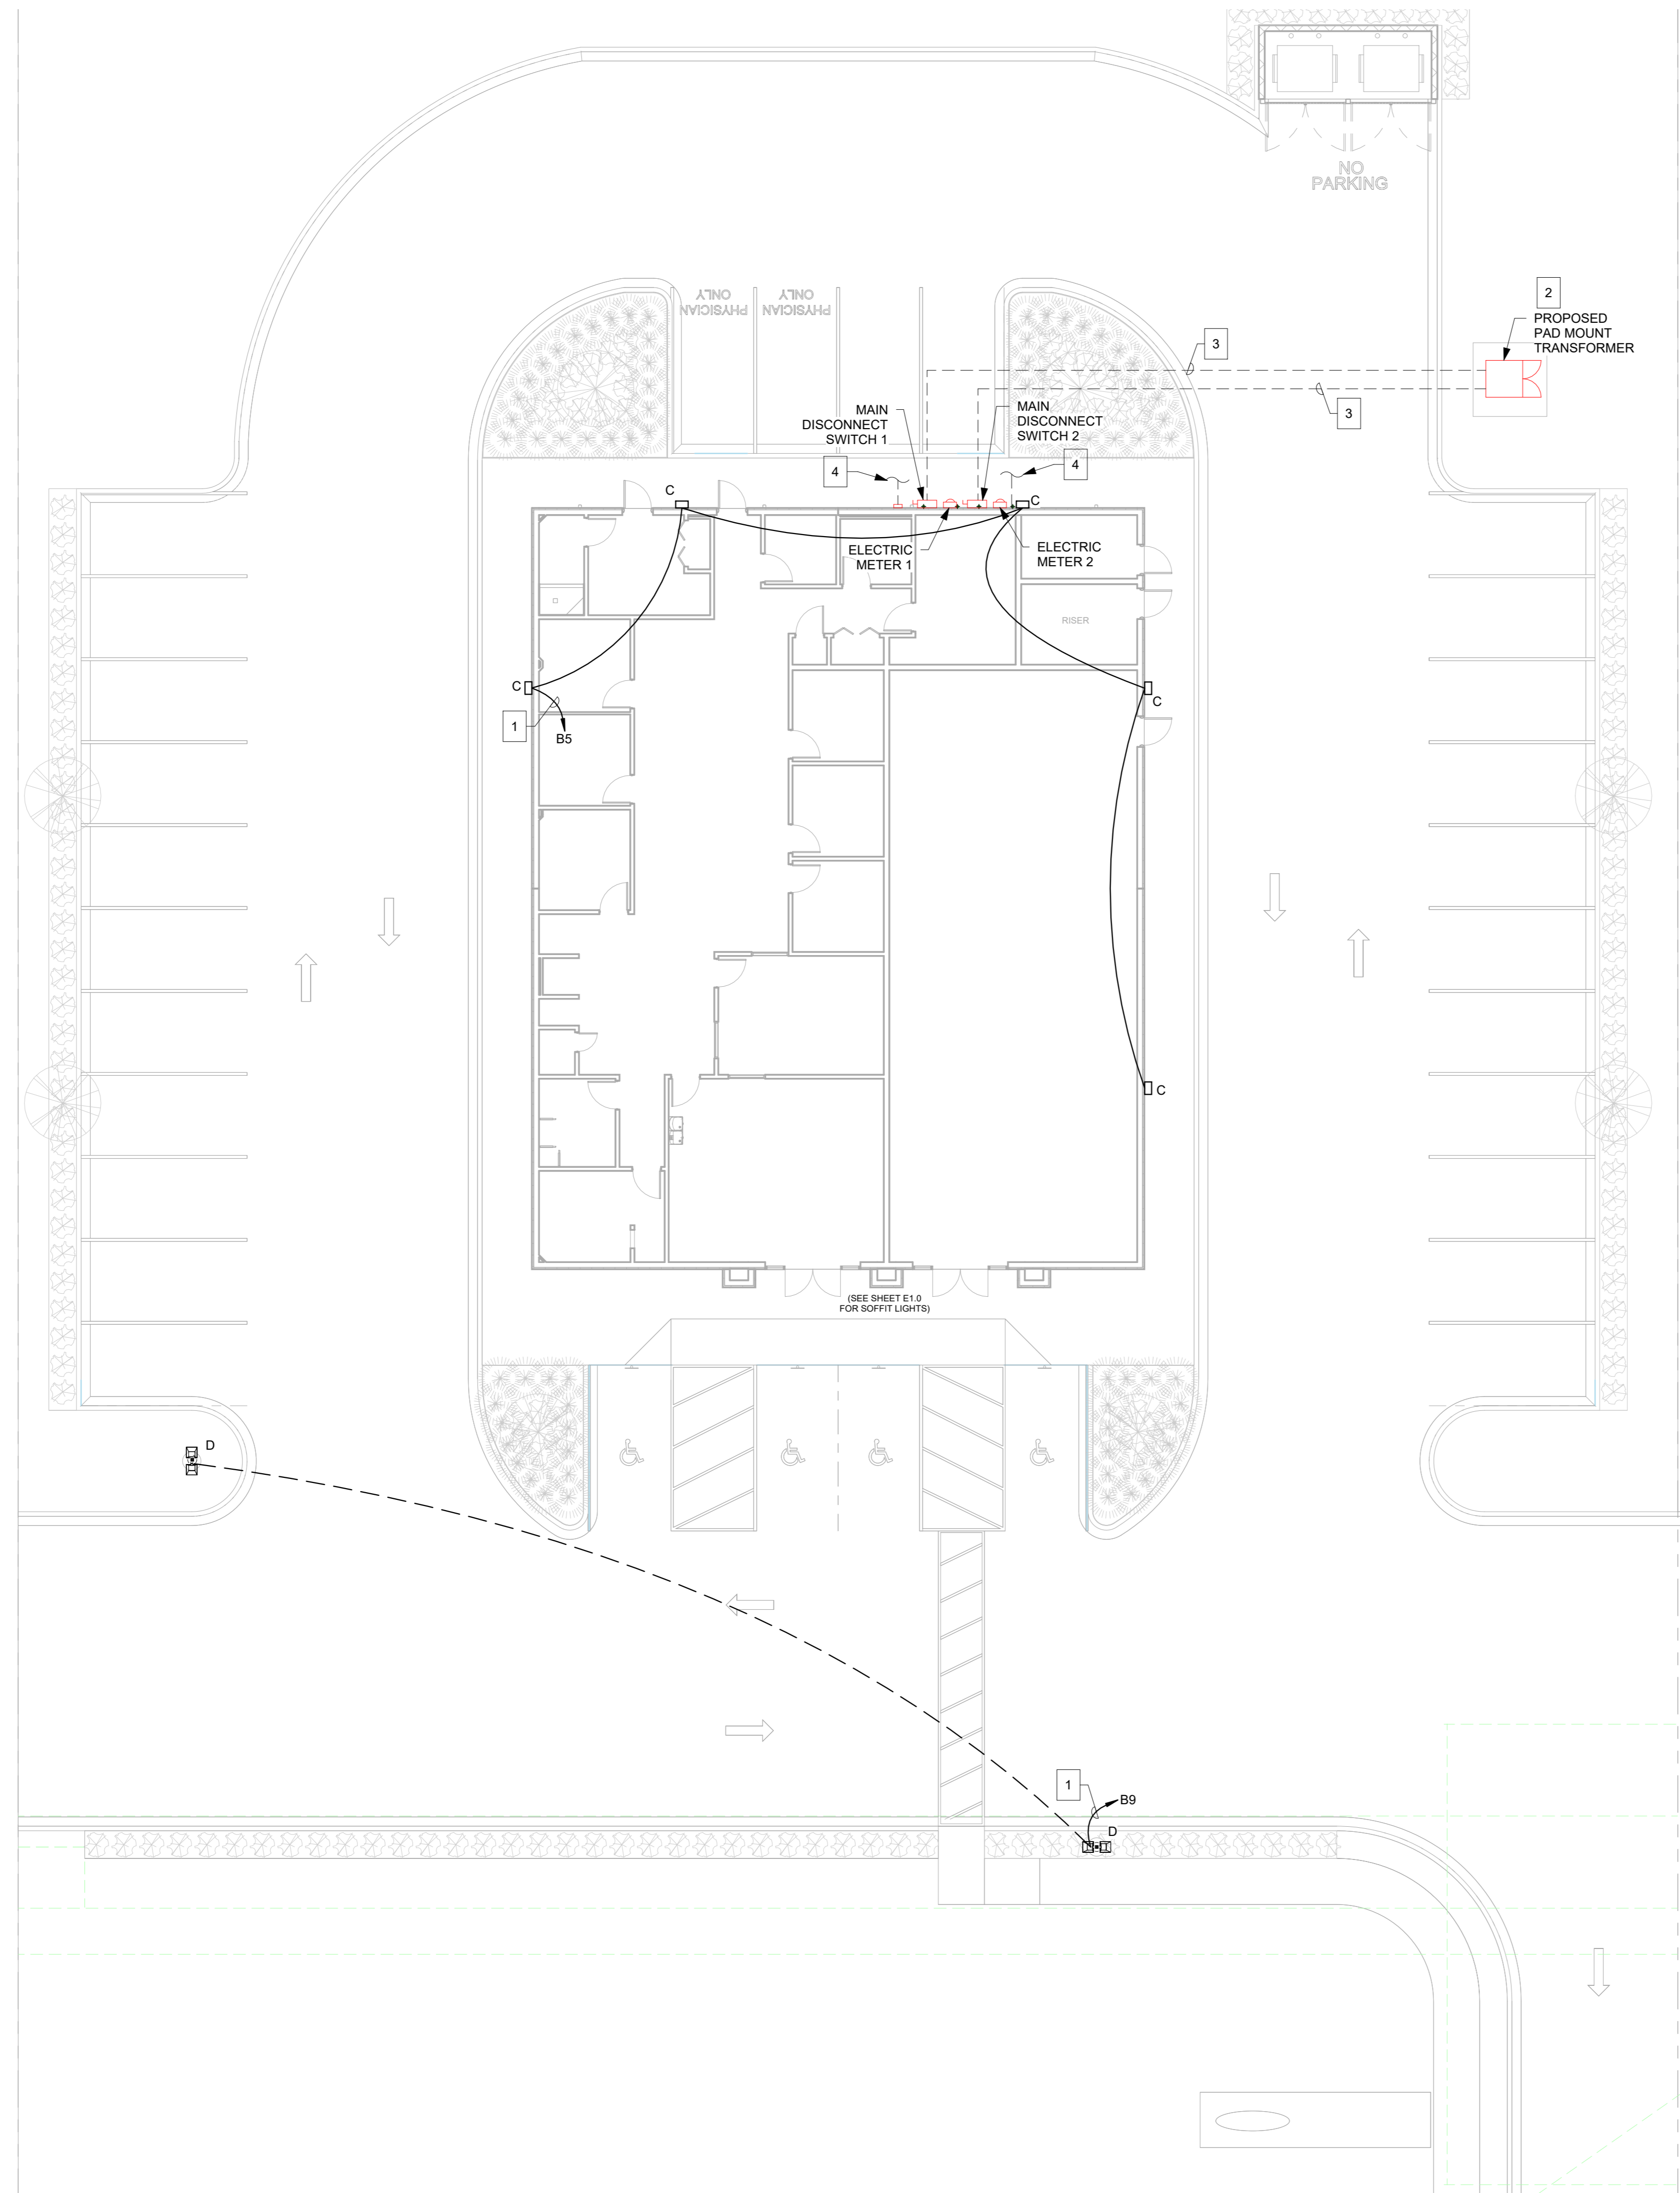 NO
PARKING
2
PROPOSED
PAD MOUNT
TRANSFORMER
PHYSICIAN
ONLY
PHYSICIAN
ONLY
3
3
MAIN
DISCONNECT
SWITCH 1
MAIN
DISCONNECT
SWITCH 2
4
4
C
C
ELECTRIC
METER 1
ELECTRIC
METER 2
RISER
C
C
1
B5
C
(SEE SHEET E1.0
FOR SOFFIT LIGHTS)
D
1
B9
D